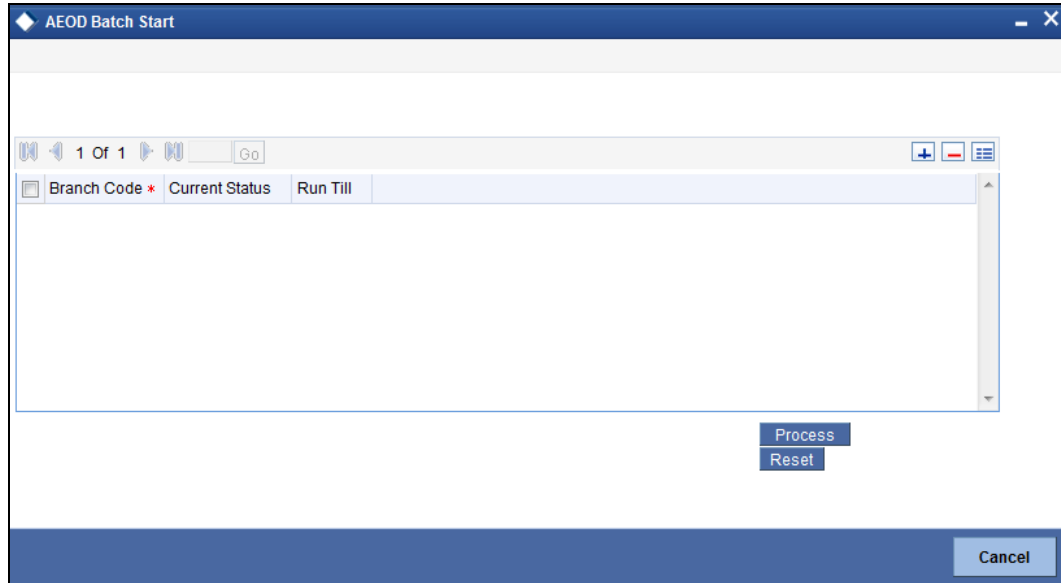 AEOD Batch Start
1 Of 1 Go
Branch Code * Current Status Run Till
Process
Reset
Cancel